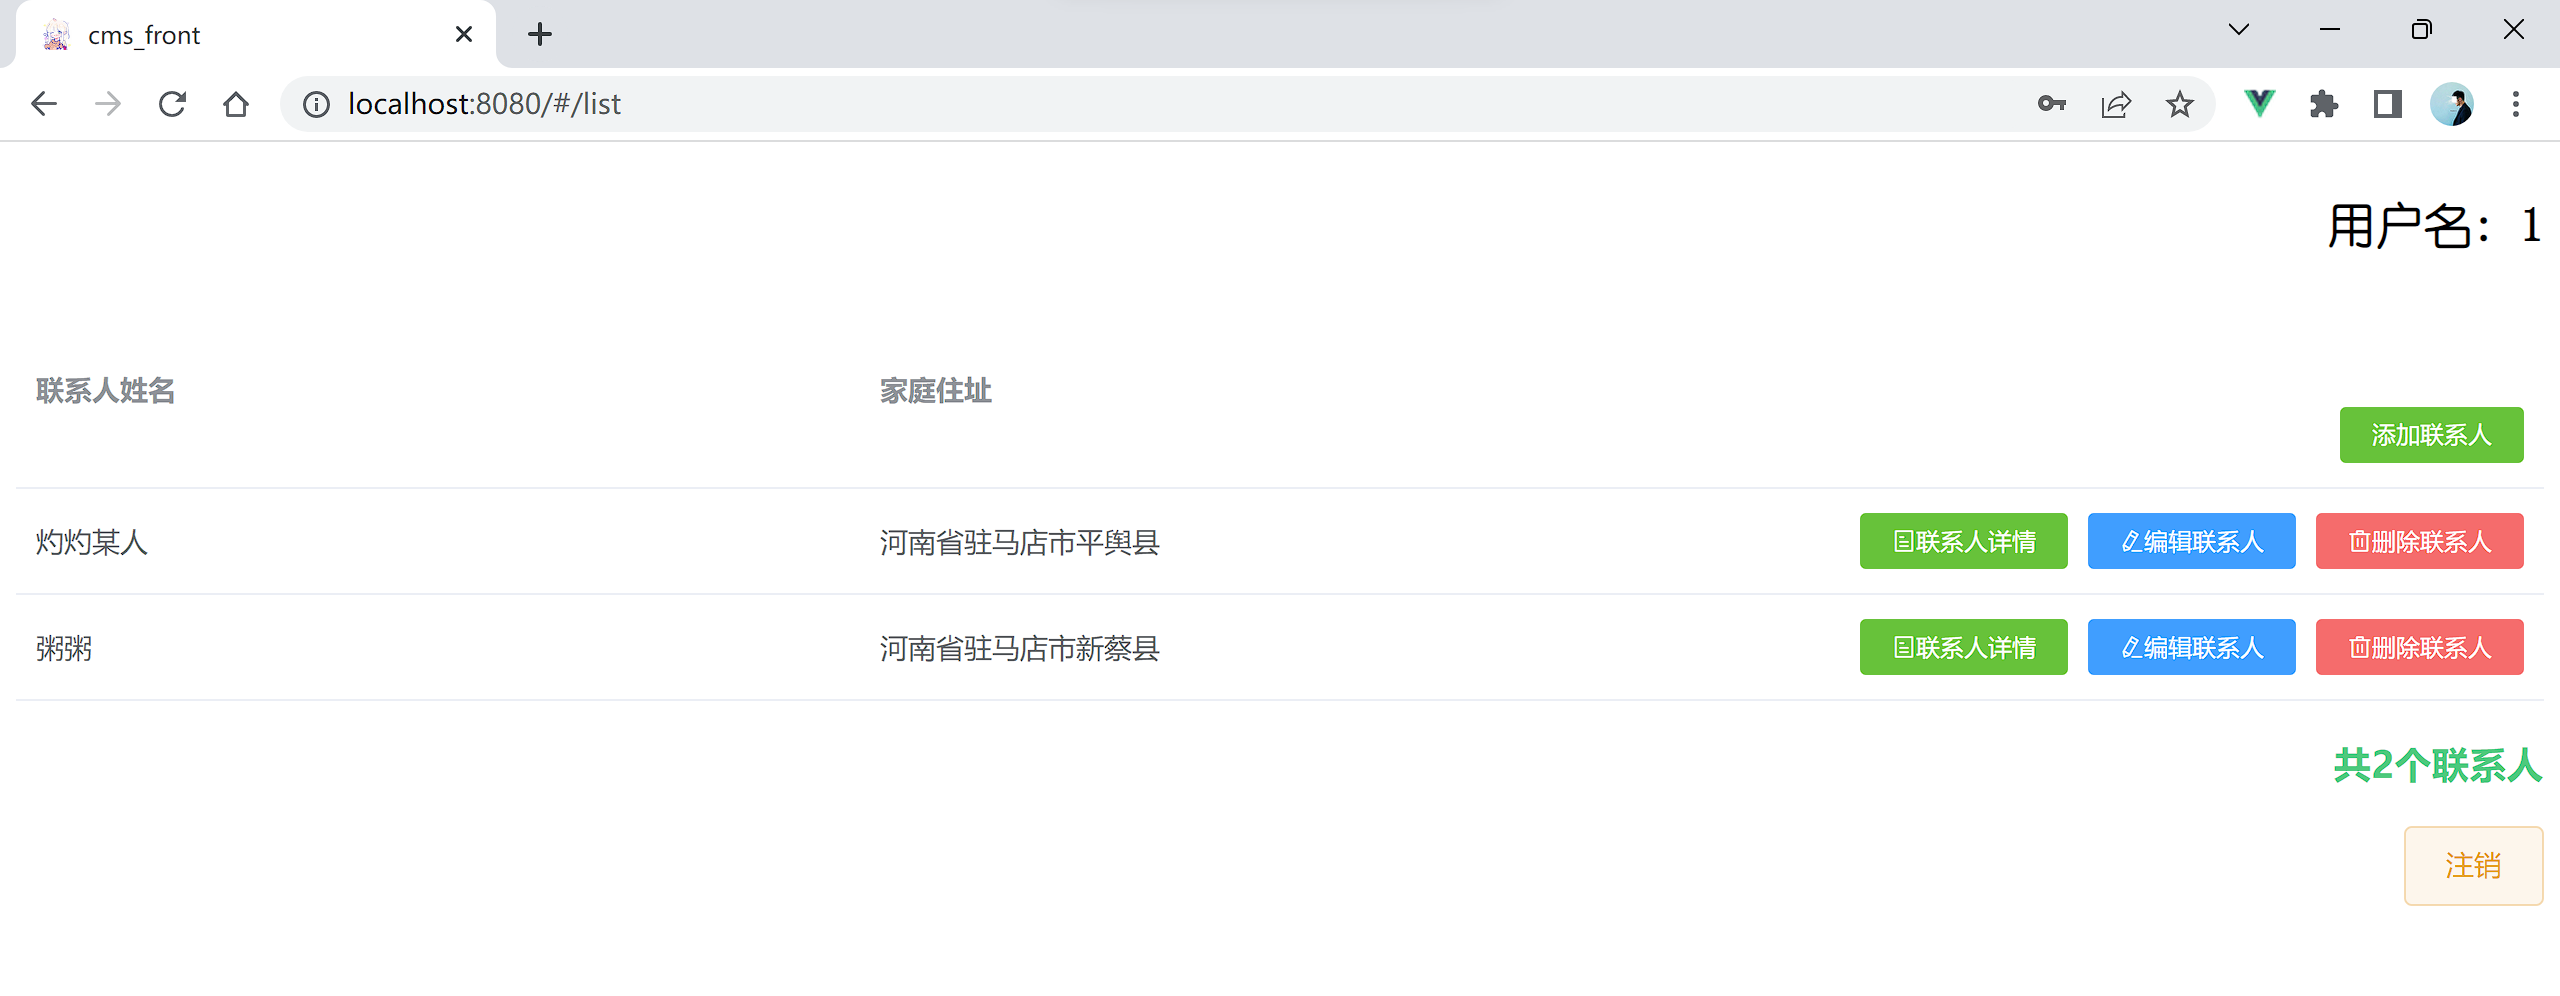 cms_front
localhost:8080/#/list
用户名：1
联系人姓名 家庭住址
添加联系人
灼灼某人 河南省驻马店市平舆县 联系人详情 编辑联系人 删除联系人
粥粥 河南省驻马店市新蔡县 联系人详情 编辑联系人 删除联系人
共2个联系人
注销